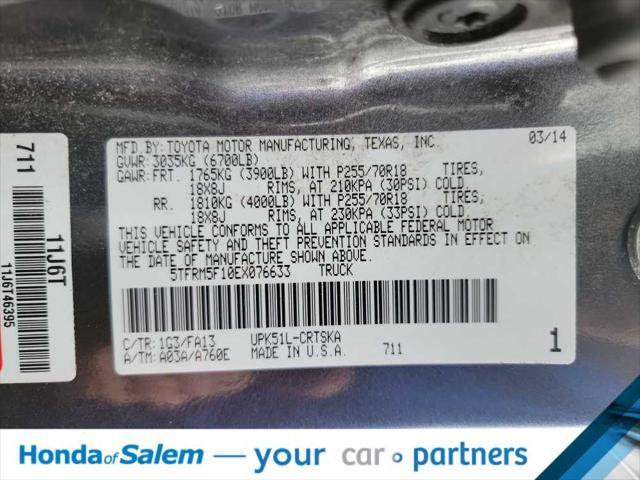 MFD.BY:TOYOTA MOTOR MANUFACTURING, TEXAS, INC. 03/14
GVWR: 3035KG (6700LB)
GAWR:FRT. 1765KG (3900LB) WITH P255/70R18 TIRES,
18X8J RIMS, AT 210KPA (30PSI) COLD
RR. 1810KG (4000LB) WITH P255/70R18 TIRES,
18X8J RIMS, AT 230KPA (33PSI) COLD
THIS VEHICLE CONFORMS TO ALL APPLICABLE FEDERAL MOTOR
VEHICLE SAFETY AND THEFT PREVENTION STANDARDS IN EFFECT ON
THE DATE OF MANUFACTURE SHOWN ABOVE.
5TFRM5F10EX076633 TRUCK
C/TR: 1G3/FA13 UPK51L-CRTSKA
A/TM: A03A/A760E MADE IN U.S.A. 711 1
711
11J6T
11J6T46395
Honda of Salem — your car partners